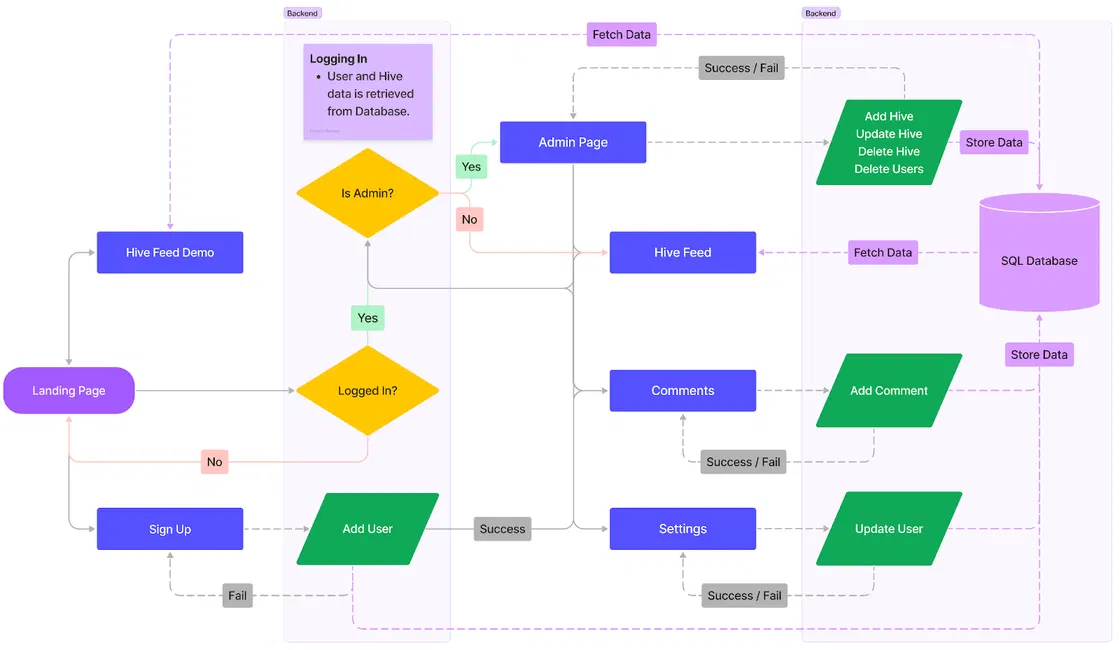 Backend
Backend
Fetch Data
Logging In
• User and Hive
data is retrieved
from Database.
Success / Fail
Add Hive
Update Hive
Delete Hive
Delete Users
Admin Page
Store Data
Yes
Is Admin?
No
Hive Feed Demo
Hive Feed
Fetch Data
SQL Database
Yes
Store Data
Landing Page
Logged In?
Comments
Add Comment
No
Success / Fail
Sign Up
Add User
Success
Settings
Update User
Fail
Success / Fail